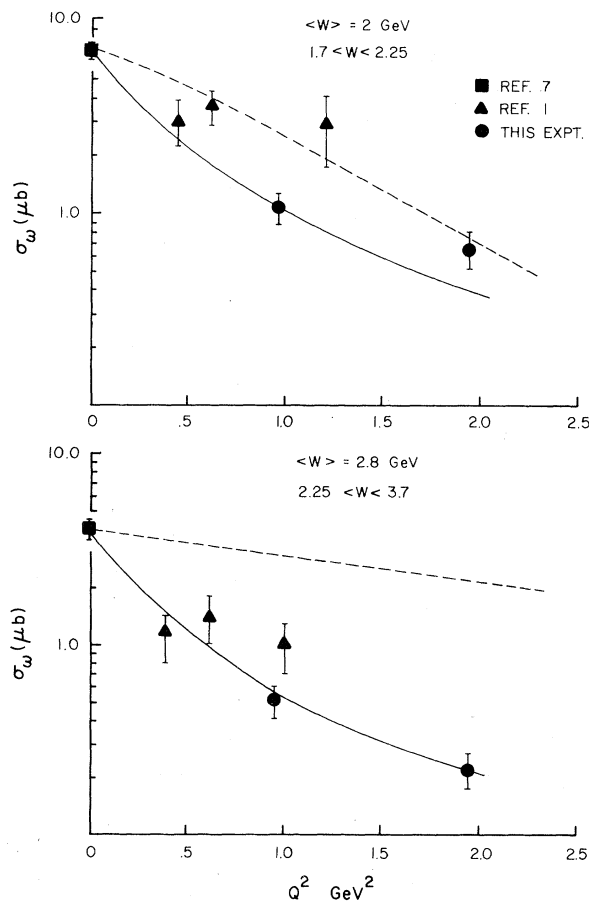 10.0
<W> = 2 GeV
1.7 < W < 2.25
■ REF. 7
▲ REF. 1
● THIS EXPT.
1.0
σω (μb)
0 .5 1.0 1.5 2.0 2.5
10.0
<W> = 2.8 GeV
2.25 <W< 3.7
1.0
σω (μb)
0 .5 1.0 1.5 2.0 2.5
Q² GeV²